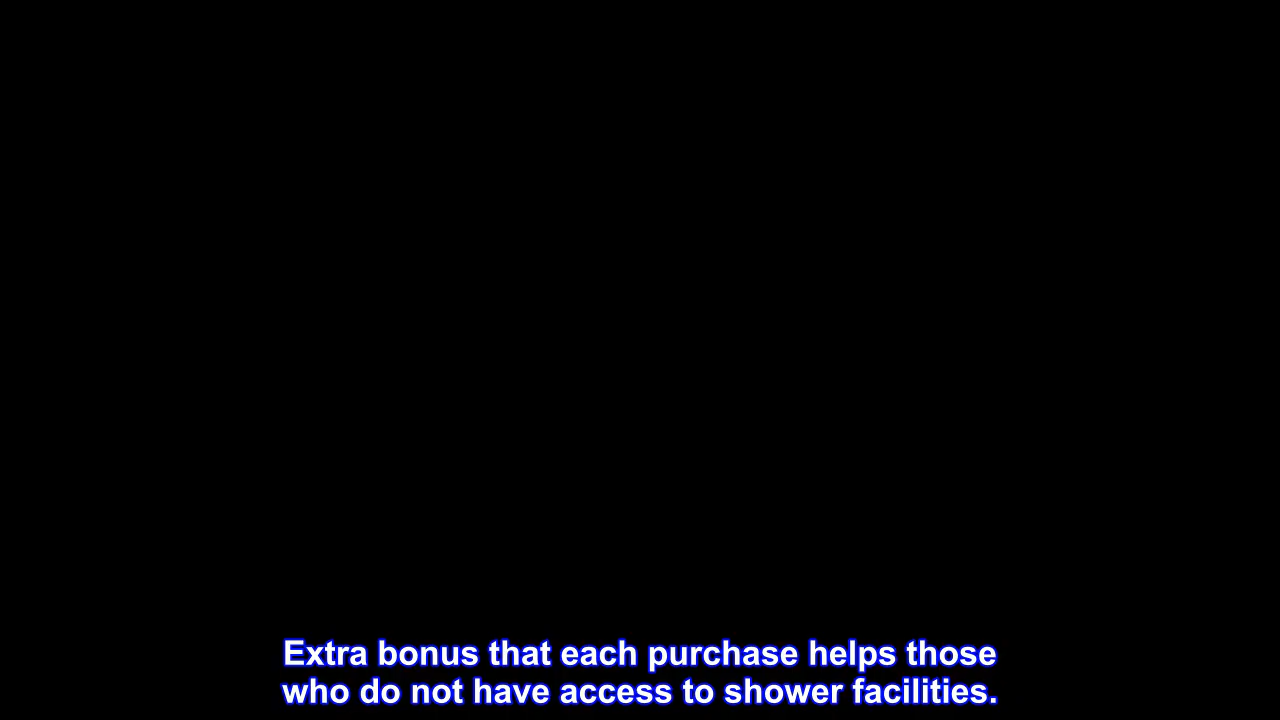 Extra bonus that each purchase helps those
who do not have access to shower facilities.